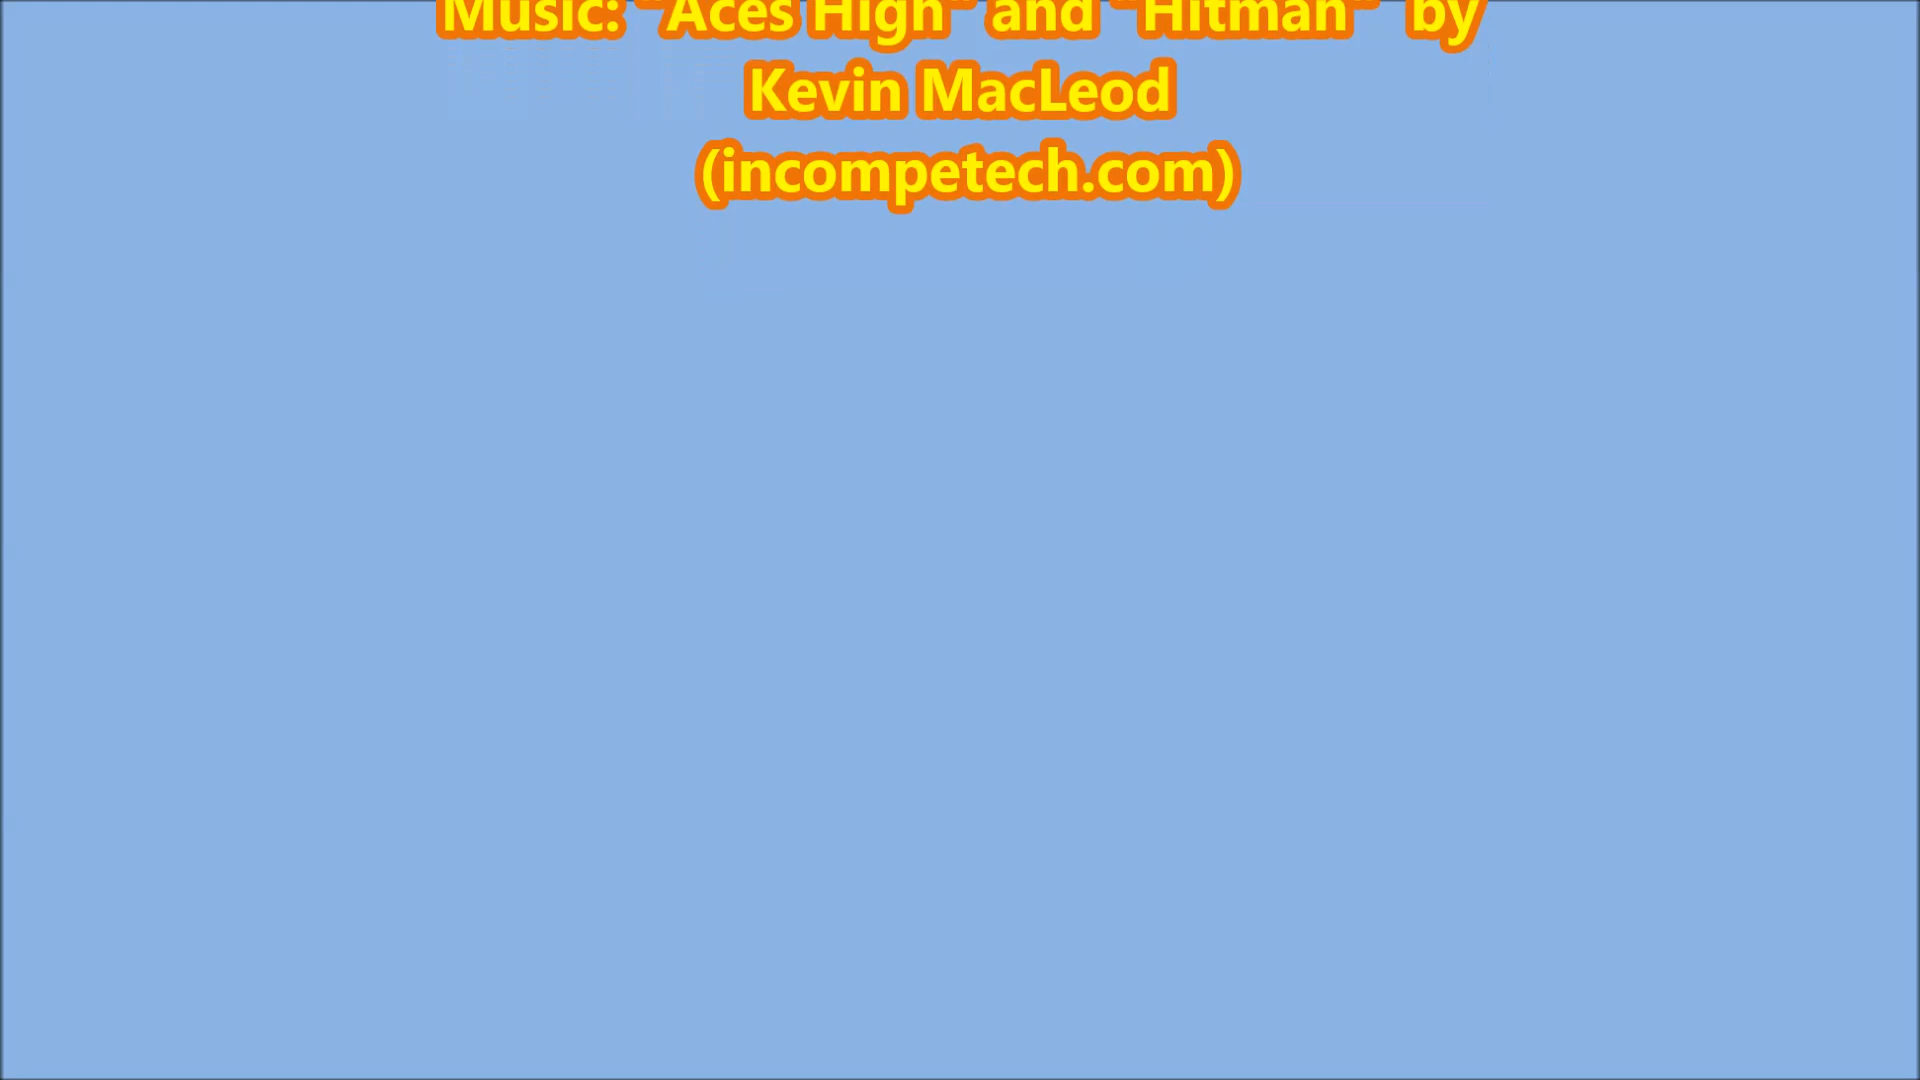 Music: "Aces High" and "Hitman" by
Kevin MacLeod
(incompetech.com)